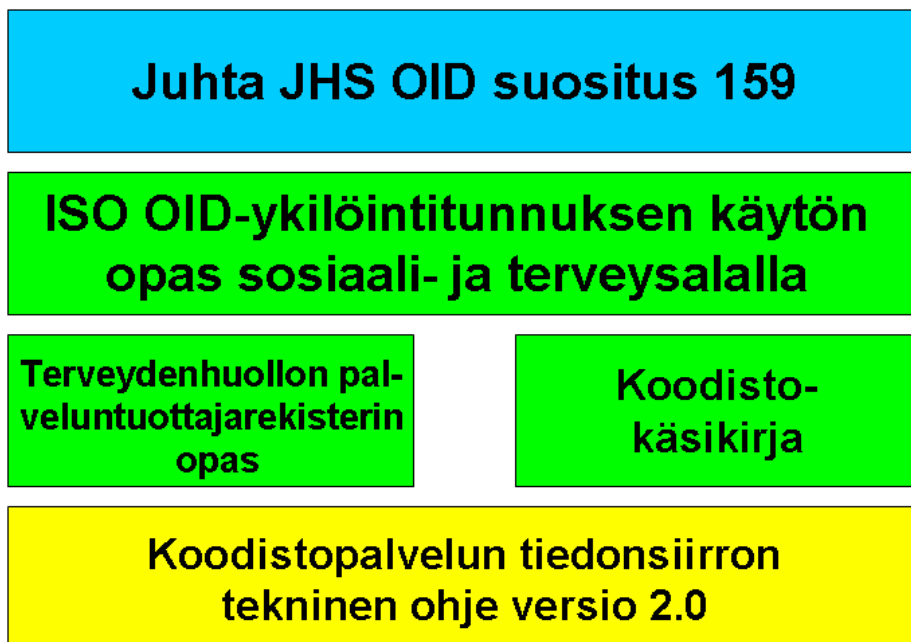 Juhta JHS OID suositus 159
ISO OID-ykilöintitunnuksen käytön
opas sosiaali- ja terveysalalla
Terveydenhuollon pal-
veluntuottajarekisterin
opas
Koodisto-
käsikirja
Koodistopalvelun tiedonsiirron
tekninen ohje versio 2.0